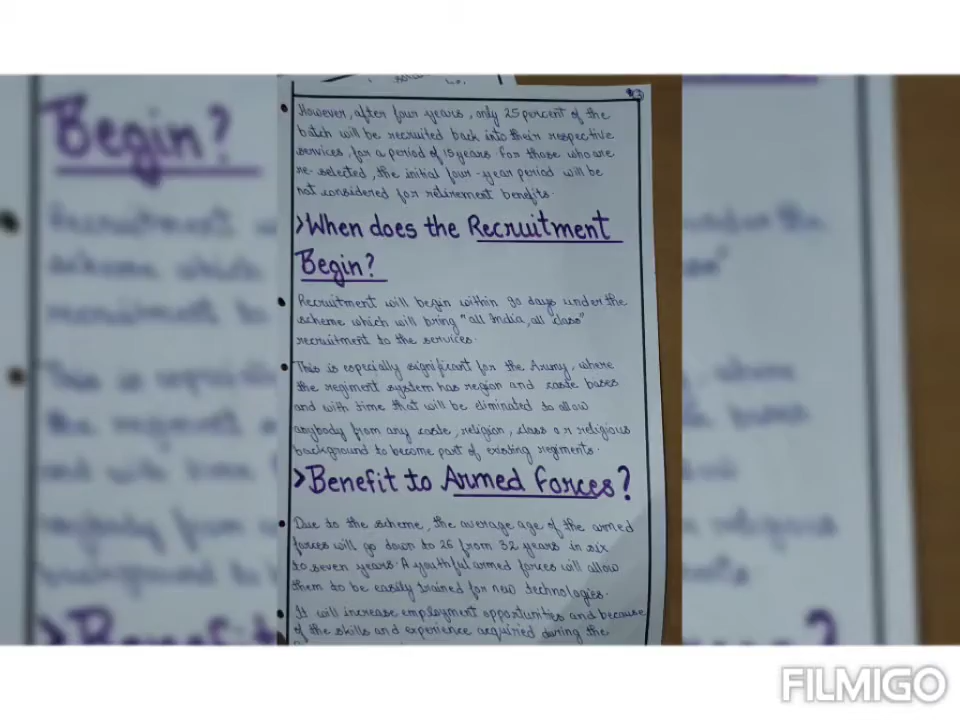 However, after four years, only 25 percent of the
batch will be recruited back into their respective
services, for a period of 15 years. For those who are
re-selected, the initial four-year period will be
not considered for retirement benefits.
>When does the Recruitment
Begin?
Recruitment will begin within 90 days under the
scheme which will bring "all India, all class"
recruitment to the services.
This is especially significant for the Army, where
the regiment system has region and caste bases
and with time that will be eliminated to allow
anybody from any caste, religion, class or religious
background to become part of existing regiments.
>Benefit to Armed Forces?
Due to the scheme, the average age of the armed
forces will go down to 26 from 32 years in six
to seven years. A youthful armed forces will allow
them to be easily trained for new technologies.
It will increase employment opportunities and because
of the skills and experience acquired during the
FILMIGO